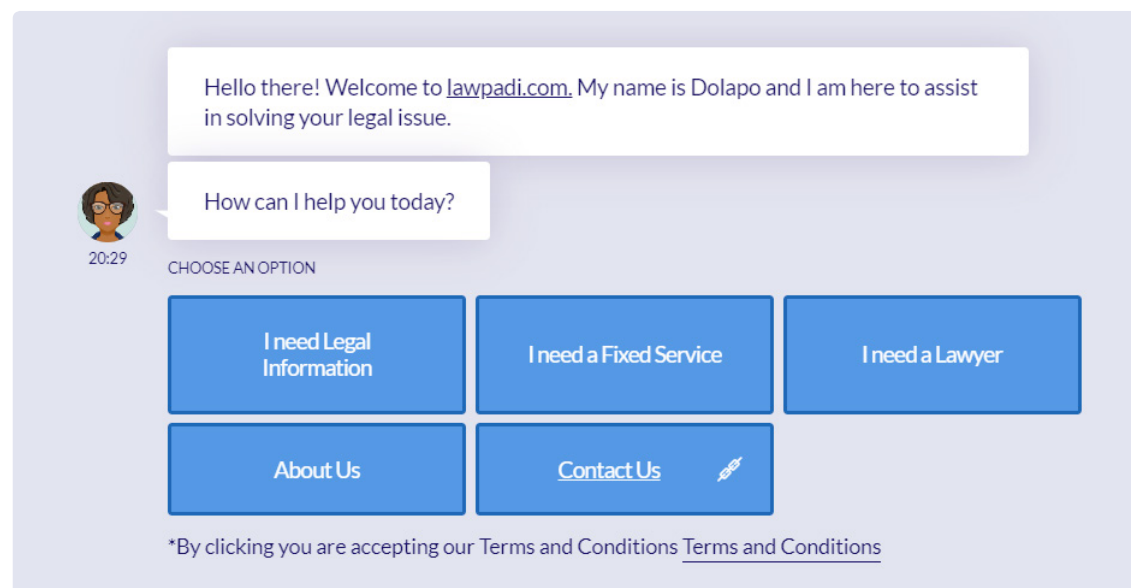 Hello there! Welcome to lawpadi.com. My name is Dolapo and I am here to assist
in solving your legal issue.
How can I help you today?
20:29
CHOOSE AN OPTION
I need Legal
Information
I need a Fixed Service
I need a Lawyer
About Us
Contact Us
*By clicking you are accepting our Terms and Conditions Terms and Conditions